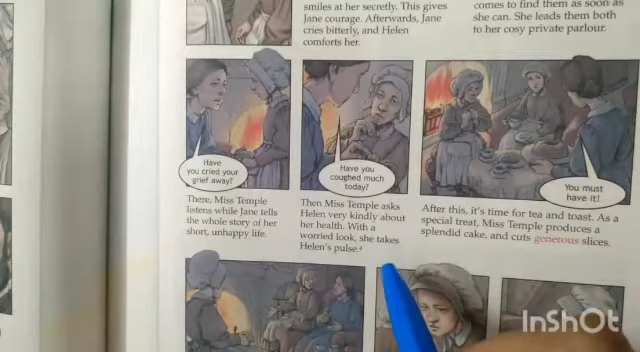 smiles at her secretly. This gives
Jane courage. Afterwards, Jane
cries bitterly, and Helen
comforts her.
comes to find them as soon as
she can. She leads them both
to her cosy private parlour.
Have
you cried your
grief away?
Have you
coughed much
today?
You must
have it!
There, Miss Temple
listens while Jane tells
the whole story of her
short, unhappy life.
Then Miss Temple asks
Helen very kindly about
her health. With a
worried look, she takes
Helen's pulse.⁴
After this, it's time for tea and toast. As a
special treat, Miss Temple produces a
splendid cake, and cuts generous slices.
InShOt